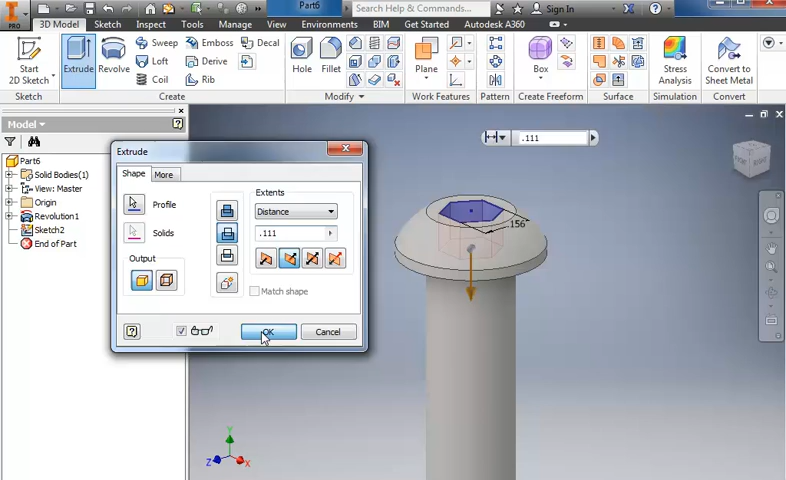 PRO
Part6
Search Help & Commands...
Sign In
3D Model
Sketch
Inspect
Tools
Manage
View
Environments
BIM
Get Started
Autodesk A360
Start
2D Sketch
Extrude
Revolve
Sweep
Emboss
Decal
Loft
Derive
Coil
Rib
Hole
Fillet
Plane
Box
Stress
Analysis
Convert to
Sheet Metal
Sketch
Create
Modify
Work Features
Pattern
Create Freeform
Surface
Simulation
Convert
Model
Part6
Solid Bodies(1)
View: Master
Origin
Revolution1
Sketch2
End of Part
Extrude
Shape
More
Profile
Solids
Output
Extents
Distance
.111
Match shape
OK
Cancel
.111
.156
Y
Z
X